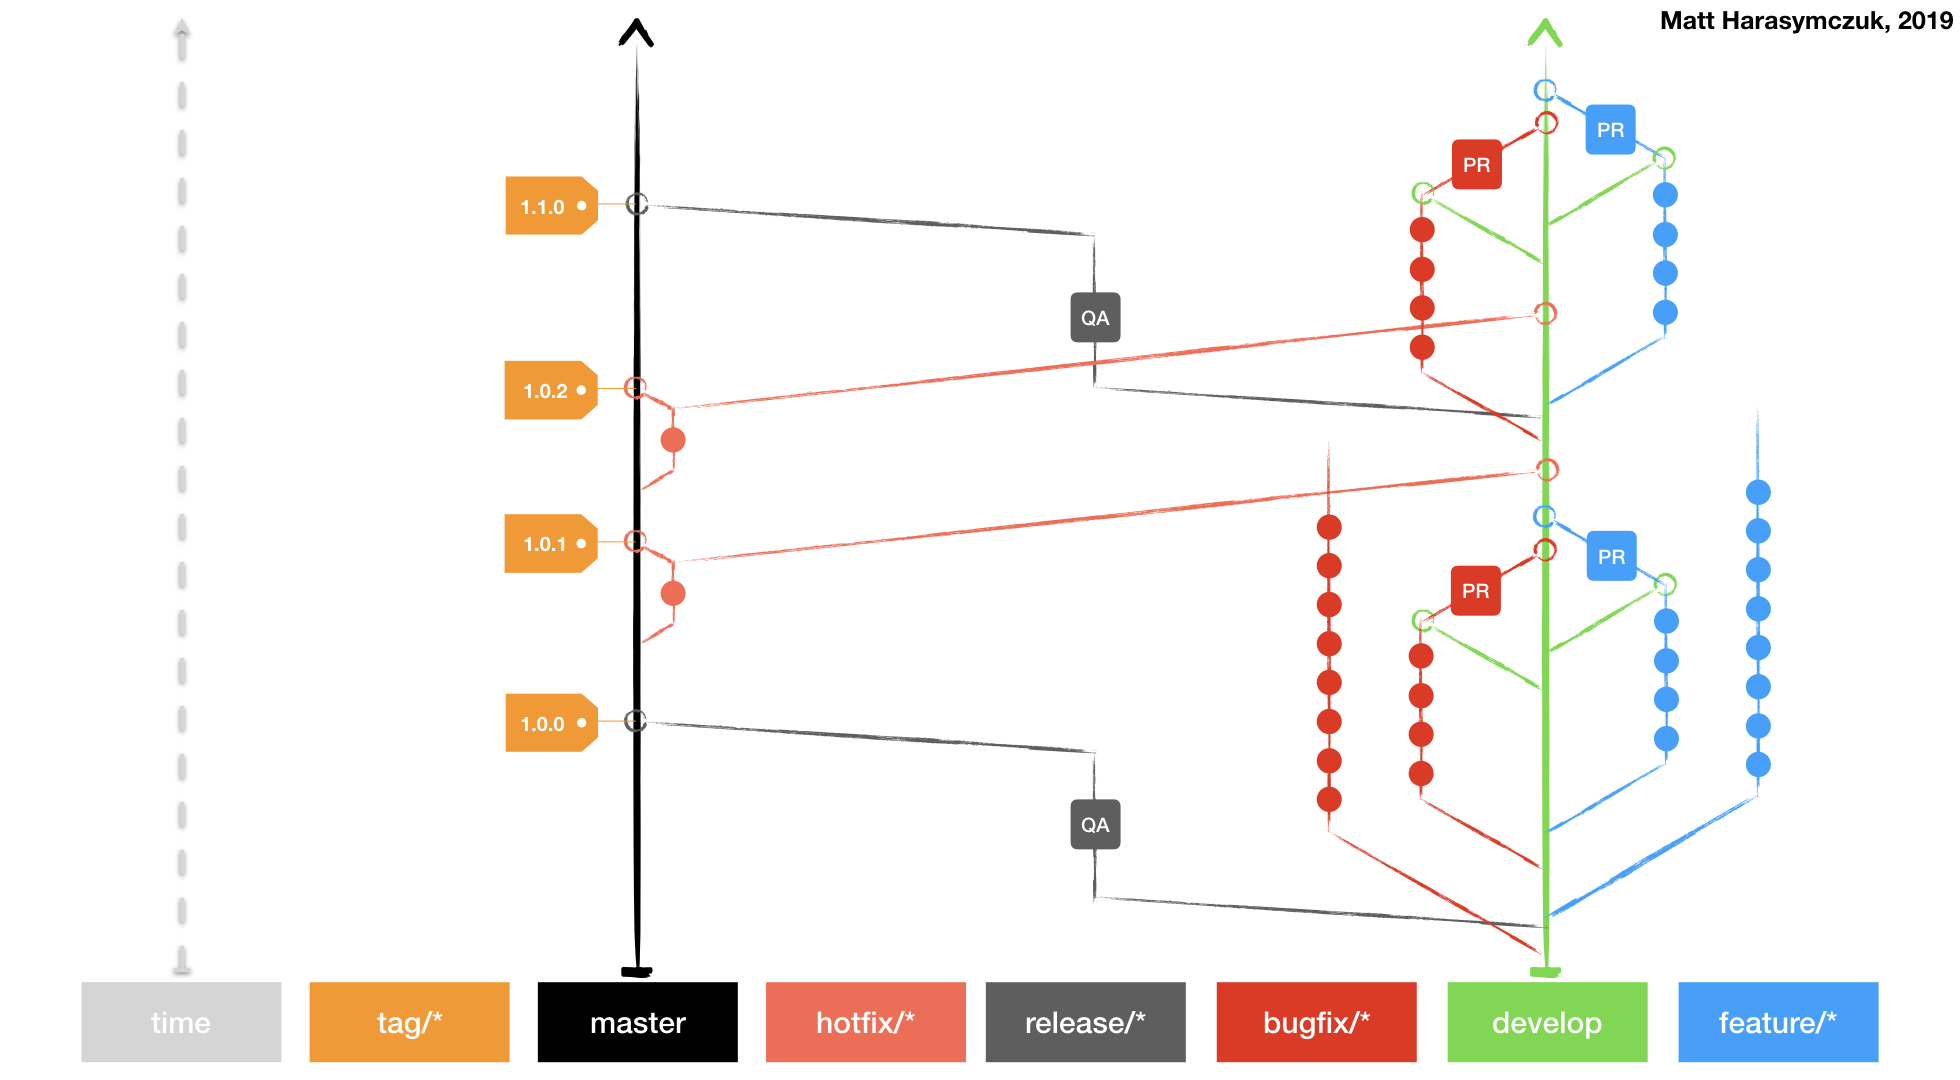 Matt Harasymczuk, 2019
PR
PR
1.1.0
QA
1.0.2
1.0.1
PR
PR
1.0.0
QA
time
tag/*
master
hotfix/*
release/*
bugfix/*
develop
feature/*